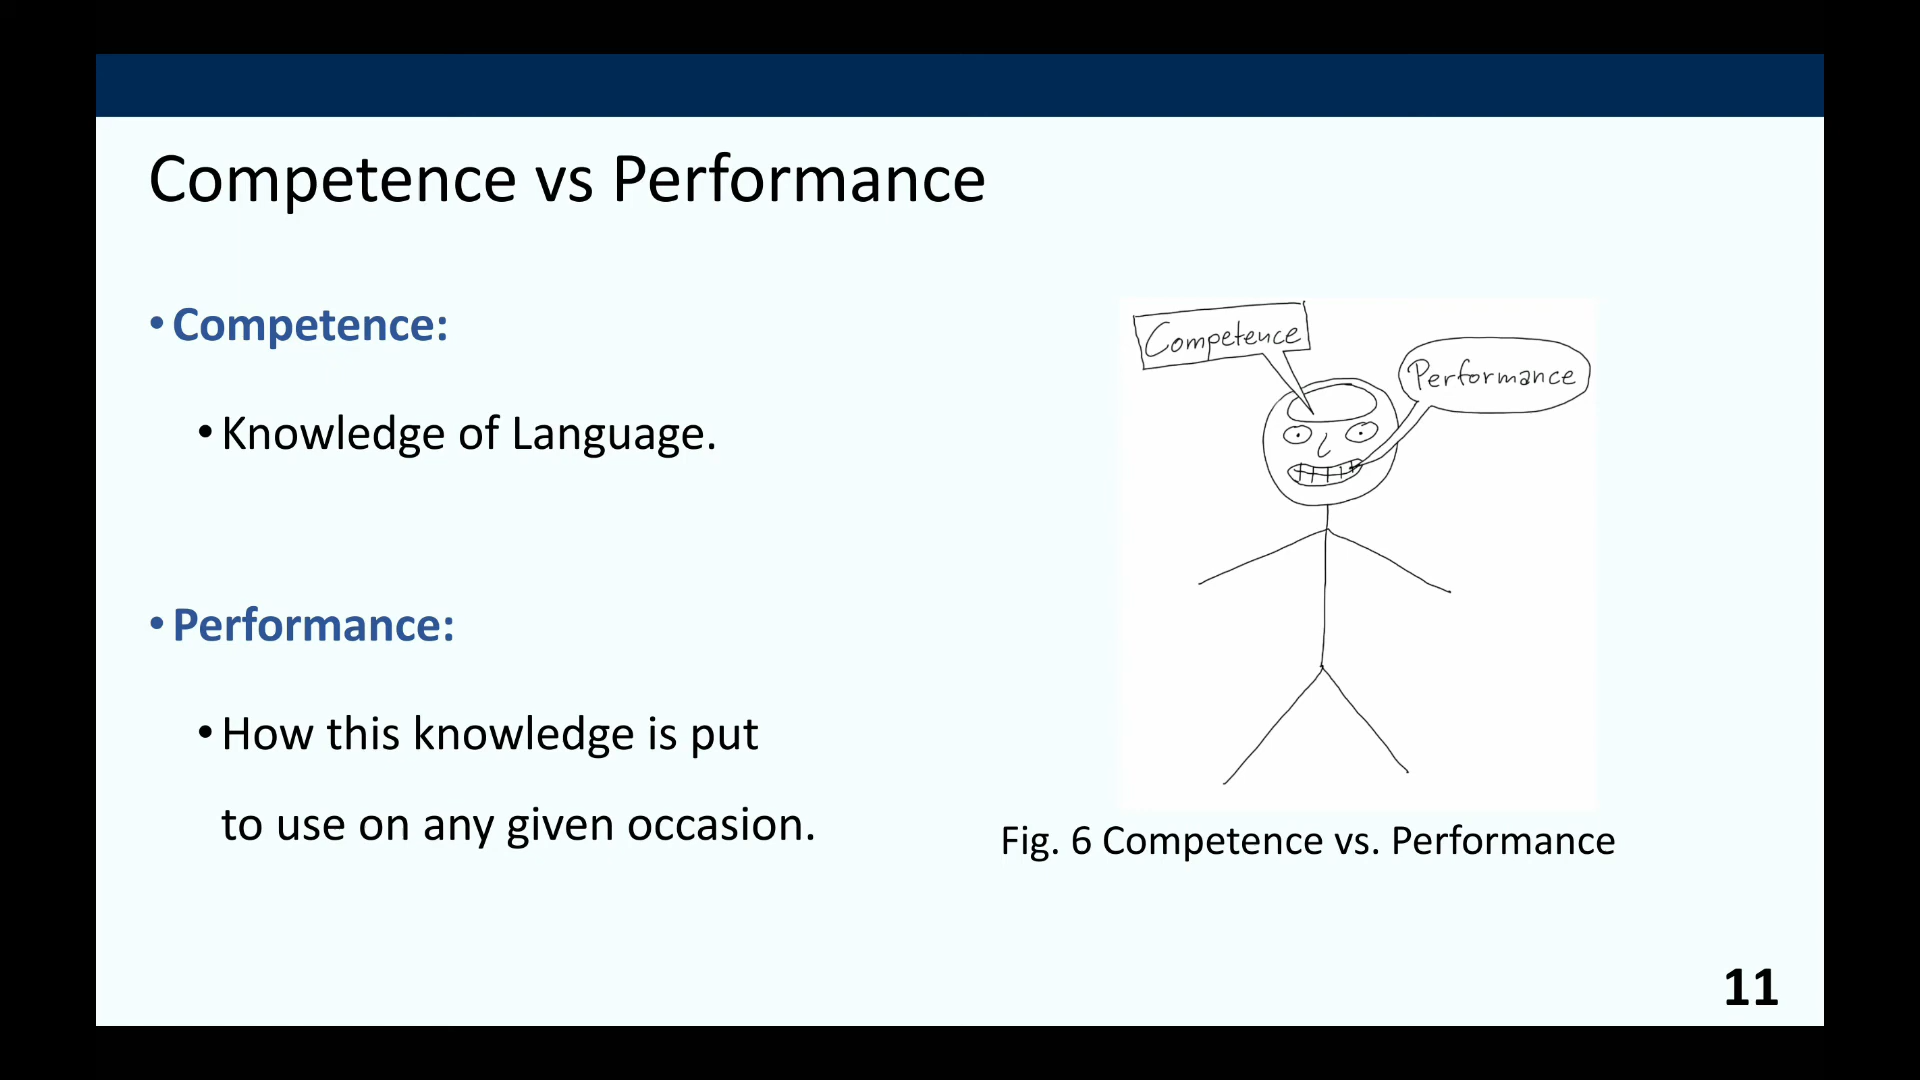 Competence vs Performance
• Competence:
• Knowledge of Language.
• Performance:
• How this knowledge is put
to use on any given occasion.
Competence
Performance
Fig. 6 Competence vs. Performance
11